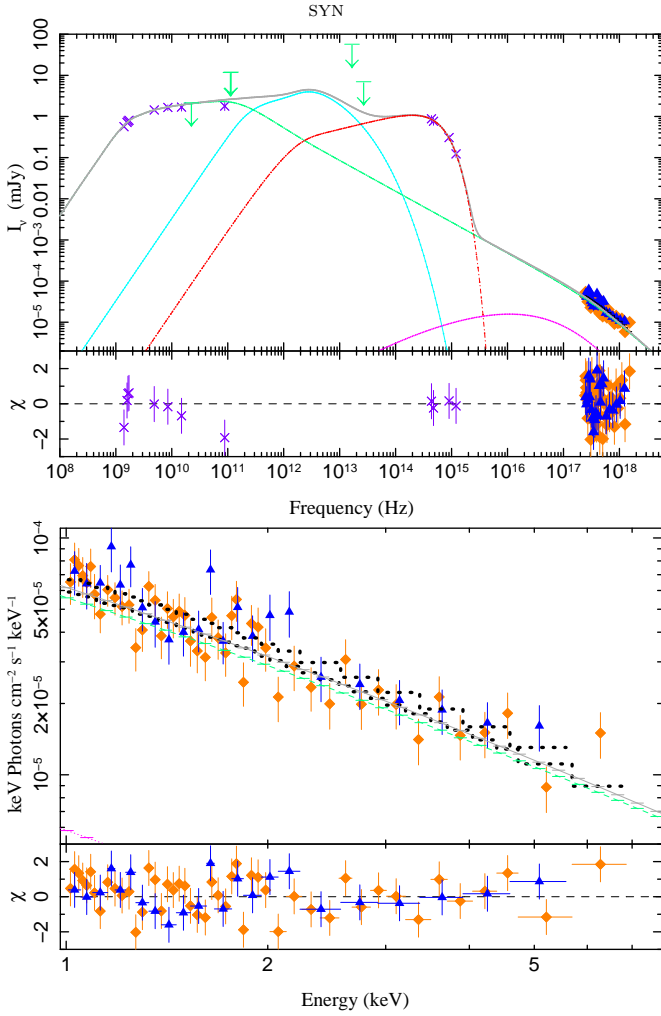 SYN
I_ν (mJy)
100
10
1
0.1
0.01
10⁻³
10⁻⁴
10⁻⁵
χ
2
0
−2
10⁸ 10⁹ 10¹⁰ 10¹¹ 10¹² 10¹³ 10¹⁴ 10¹⁵ 10¹⁶ 10¹⁷ 10¹⁸
Frequency (Hz)
keV Photons cm⁻² s⁻¹ keV⁻¹
10⁻⁴
5×10⁻⁵
2×10⁻⁵
10⁻⁵
χ
2
0
−2
1 2 5
Energy (keV)